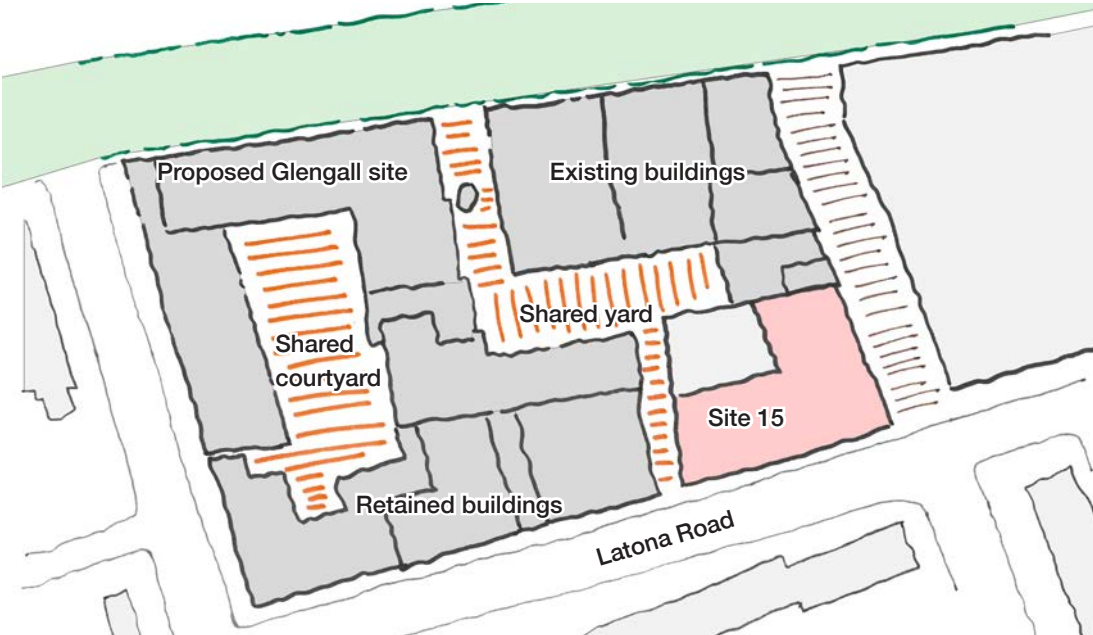 Proposed Glengall site
Existing buildings
Shared yard
Shared
courtyard
Site 15
Retained buildings
Latona Road